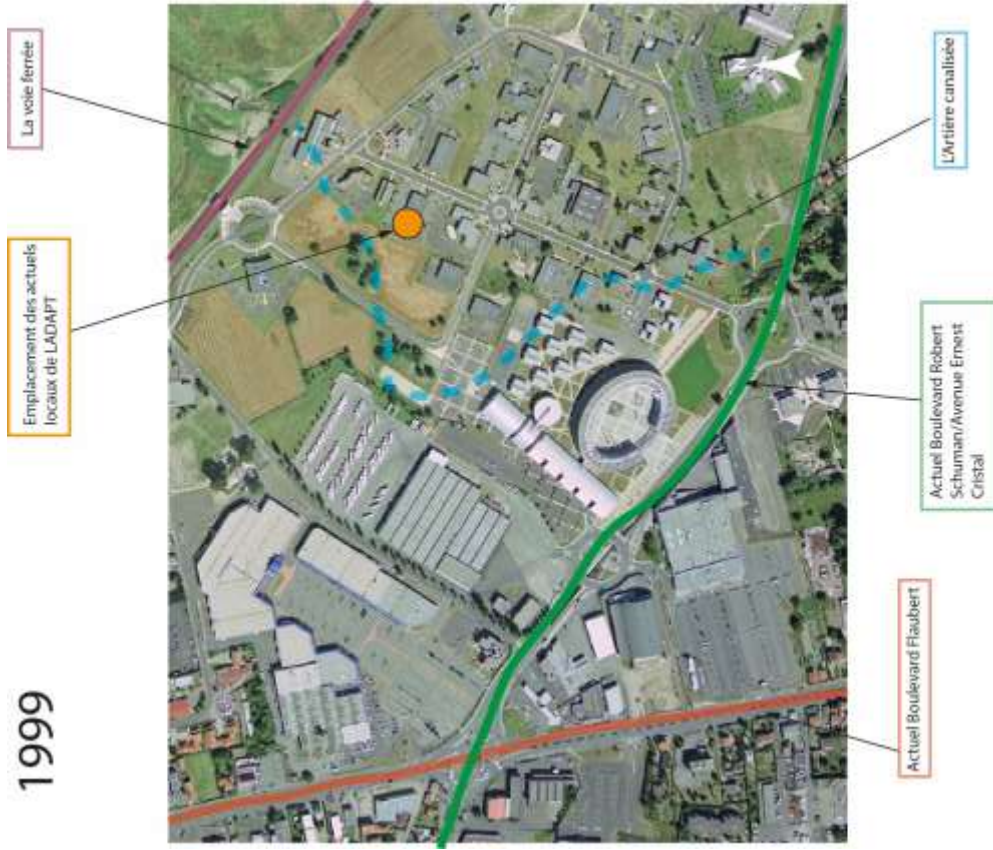 1999
La voie ferrée
Emplacement des actuels
locaux de LADAPT
Actuel Boulevard Flaubert
Actuel Boulevard Robert
Schuman/Avenue Ernest
Cristal
L'Artière canalisée